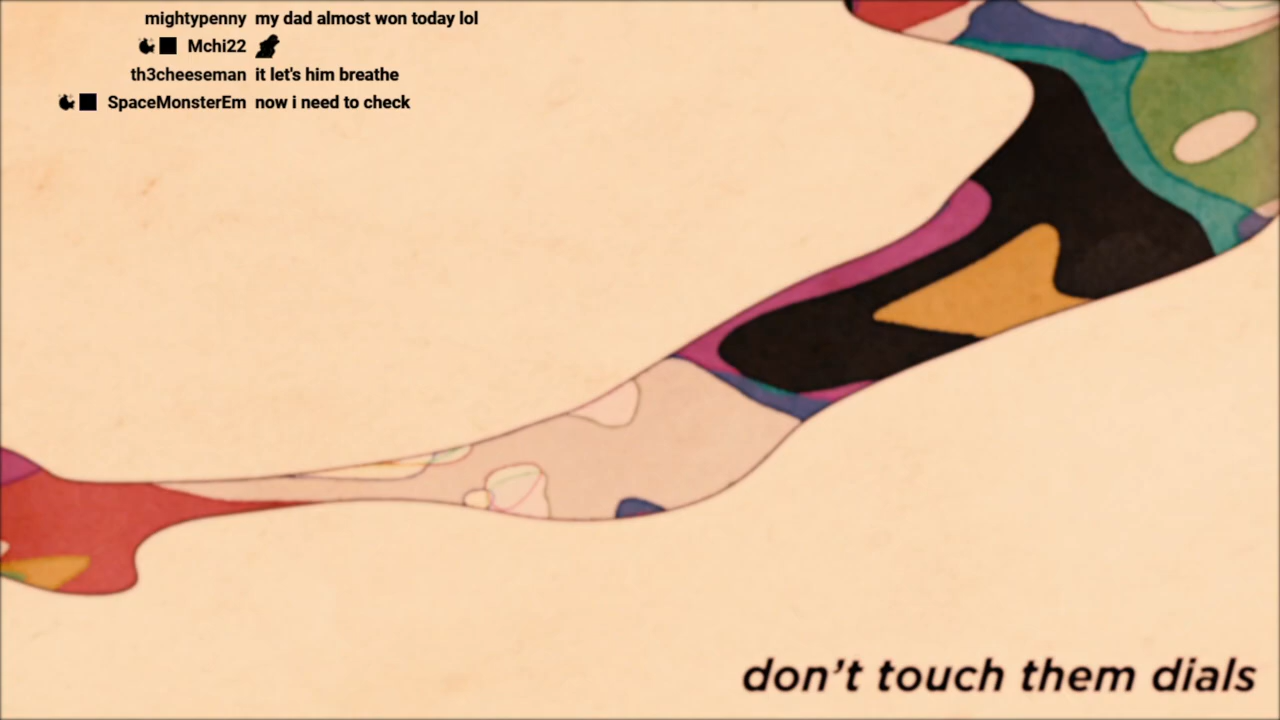 mightypenny my dad almost won today lol
Mchi22
th3cheeseman it let's him breathe
SpaceMonsterEm now i need to check
don't touch them dials